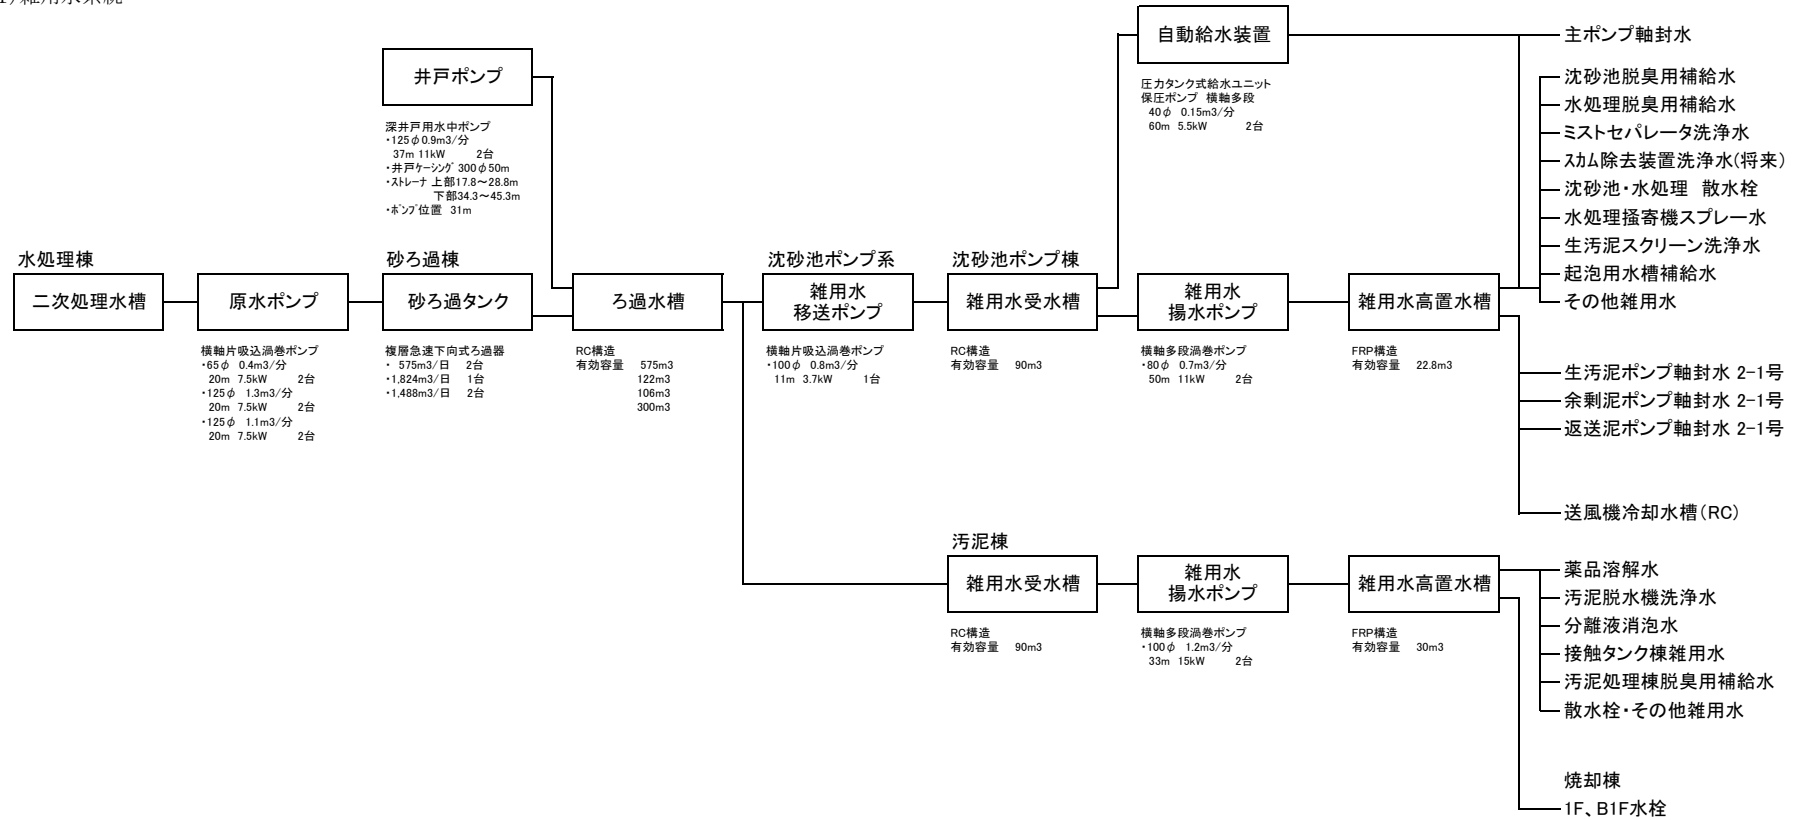 1)雑用水系統
自動給水装置
圧力タンク式給水ユニット
保圧ポンプ 横軸多段
40φ 0.15m3/分
60m 5.5kW 2台
井戸ポンプ
深井戸用水中ポンプ
・125φ0.9m3/分
37m 11kW 2台
・井戸ケーシング 300φ50m
・ストレーナ 上部17.8～28.8m
下部34.3～45.3m
・ポンプ位置 31m
水処理棟
二次処理水槽
原水ポンプ
横軸片吸込渦巻ポンプ
・65φ 0.4m3/分
20m 7.5kW 2台
・125φ 1.3m3/分
20m 7.5kW 2台
・125φ 1.1m3/分
20m 7.5kW 2台
砂ろ過棟
砂ろ過タンク
複層急速下向式ろ過器
・ 575m3/日 2台
・1,824m3/日 1台
・1,488m3/日 2台
ろ過水槽
RC構造
有効容量 575m3
122m3
106m3
300m3
沈砂池ポンプ系
雑用水
移送ポンプ
横軸片吸込渦巻ポンプ
・100φ 0.8m3/分
11m 3.7kW 1台
沈砂池ポンプ棟
雑用水受水槽
RC構造
有効容量 90m3
雑用水
揚水ポンプ
横軸多段渦巻ポンプ
・80φ 0.7m3/分
50m 11kW 2台
雑用水高置水槽
FRP構造
有効容量 22.8m3
主ポンプ軸封水
沈砂池脱臭用補給水
水処理脱臭用補給水
ミストセパレータ洗浄水
スカム除去装置洗浄水(将来)
沈砂池・水処理 散水栓
水処理掻寄機スプレー水
生汚泥スクリーン洗浄水
起泡用水槽補給水
その他雑用水
生汚泥ポンプ軸封水 2-1号
余剰泥ポンプ軸封水 2-1号
返送泥ポンプ軸封水 2-1号
送風機冷却水槽(RC)
汚泥棟
雑用水受水槽
RC構造
有効容量 90m3
雑用水
揚水ポンプ
横軸多段渦巻ポンプ
・100φ 1.2m3/分
33m 15kW 2台
雑用水高置水槽
FRP構造
有効容量 30m3
薬品溶解水
汚泥脱水機洗浄水
分離液消泡水
接触タンク棟雑用水
汚泥処理棟脱臭用補給水
散水栓・その他雑用水
焼却棟
1F、B1F水栓